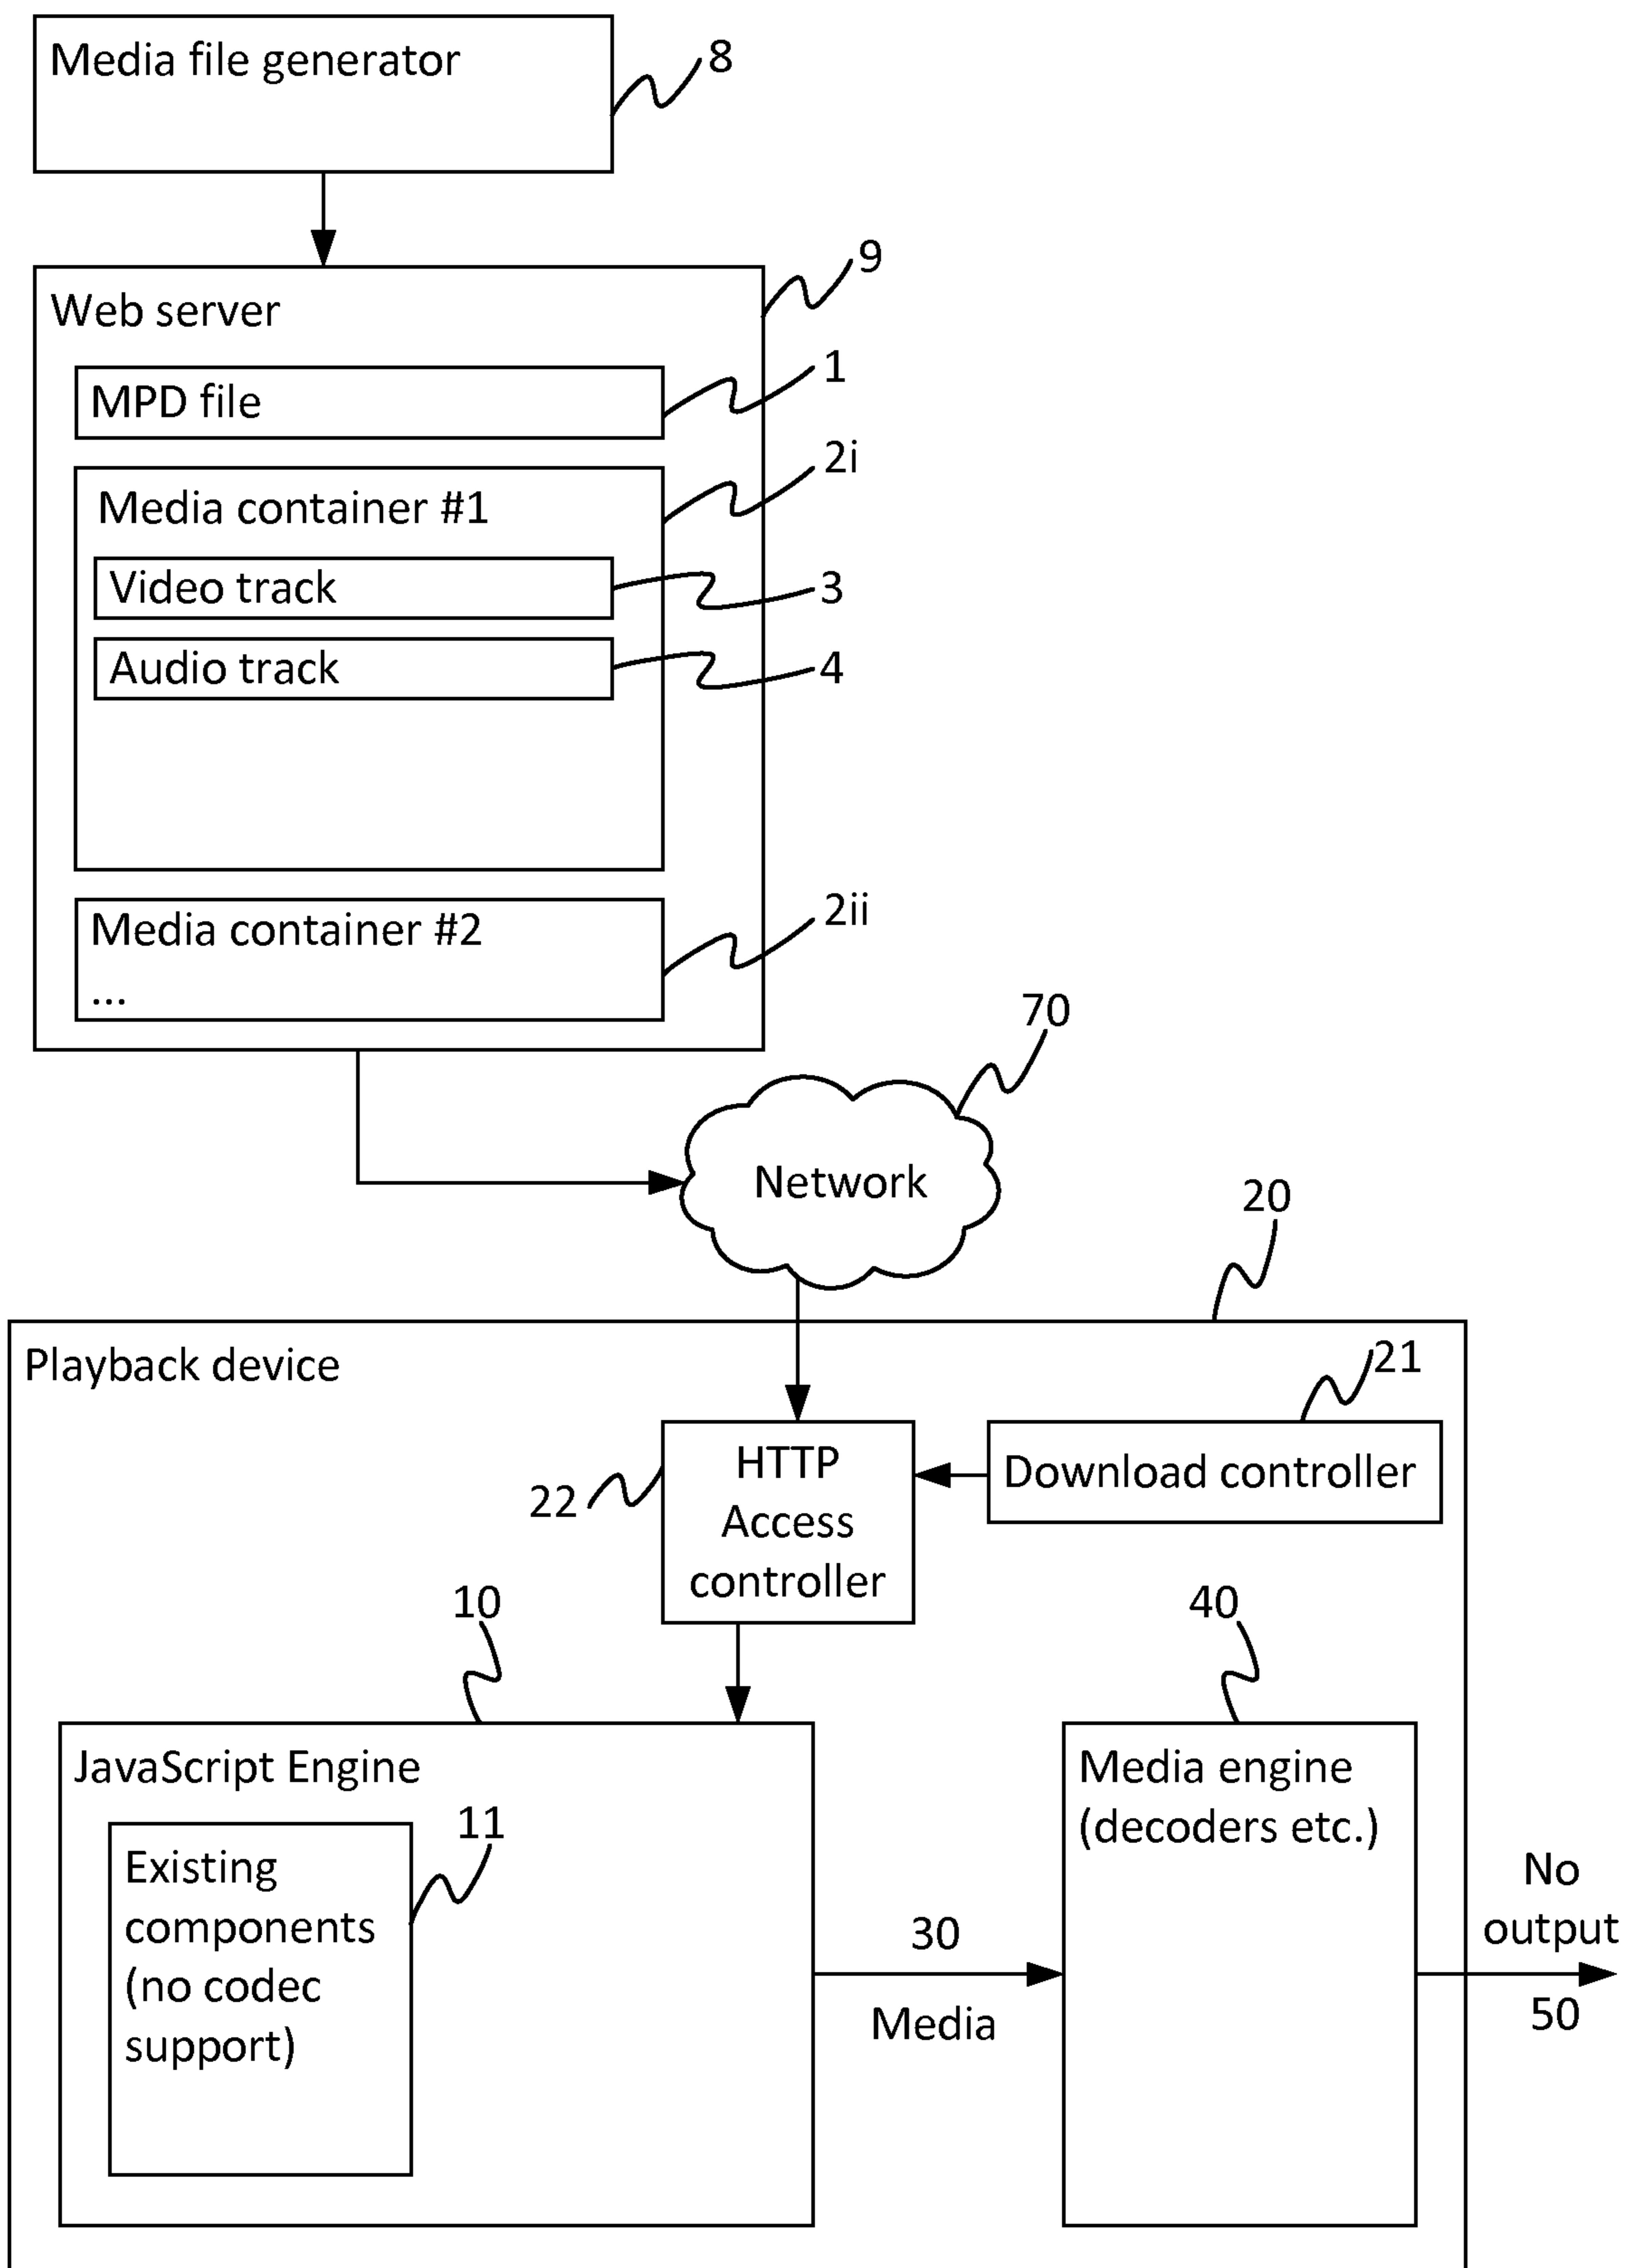 Media file generator
8
9
Web server
1
MPD file
2i
Media container #1
Video track
3
Audio track
4
2ii
Media container #2
...
70
Network
20
Playback device
21
HTTP
Access
controller
Download controller
22
10
40
JavaScript Engine
Media engine
(decoders etc.)
11
Existing
components
(no codec
support)
30
Media
No
output
50